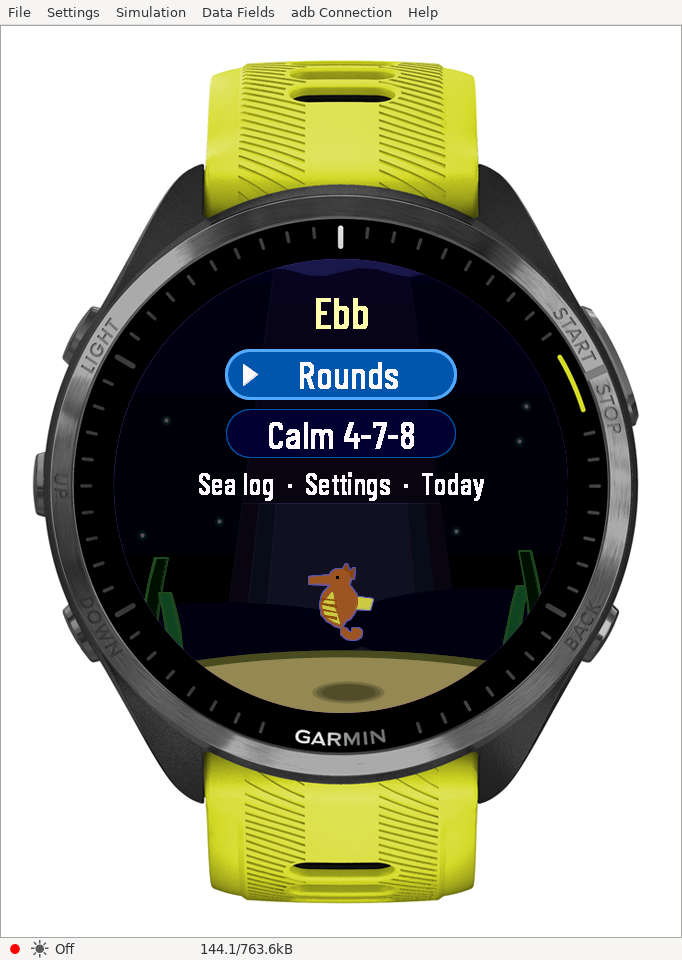 File Settings Simulation Data Fields adb Connection Help
LIGHT
START
STOP
UP
DOWN
BACK
Ebb
Rounds
Calm 4-7-8
Sea log · Settings · Today
GARMIN
Off 144.1/763.6kB